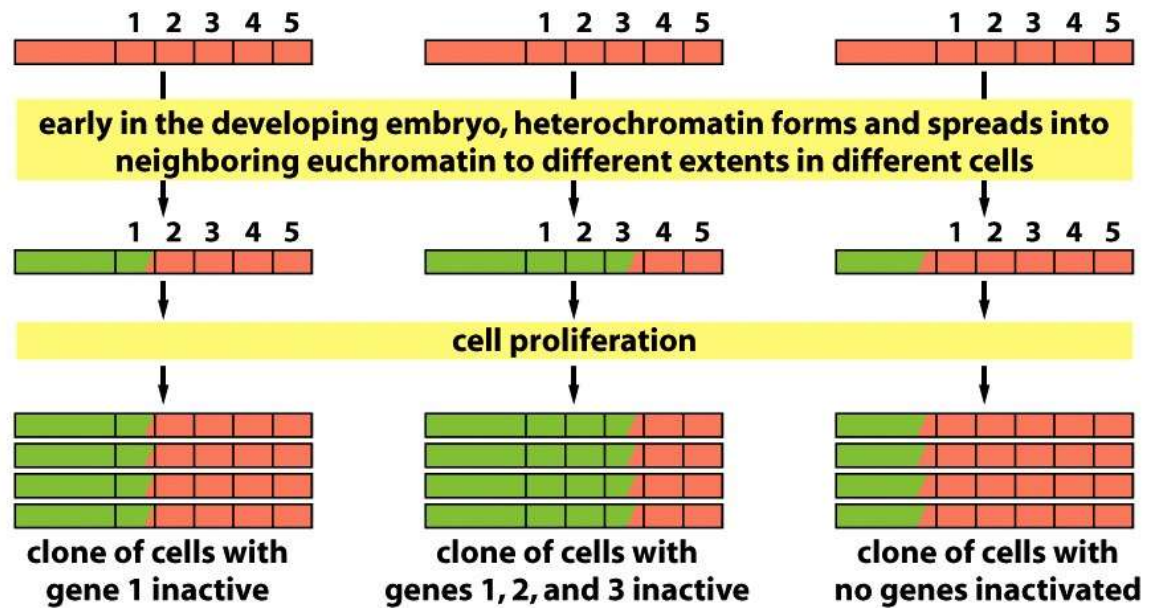 1 2 3 4 5 1 2 3 4 5 1 2 3 4 5
early in the developing embryo, heterochromatin forms and spreads into
neighboring euchromatin to different extents in different cells
1 2 3 4 5 1 2 3 4 5 1 2 3 4 5
cell proliferation
clone of cells with
gene 1 inactive
clone of cells with
genes 1, 2, and 3 inactive
clone of cells with
no genes inactivated